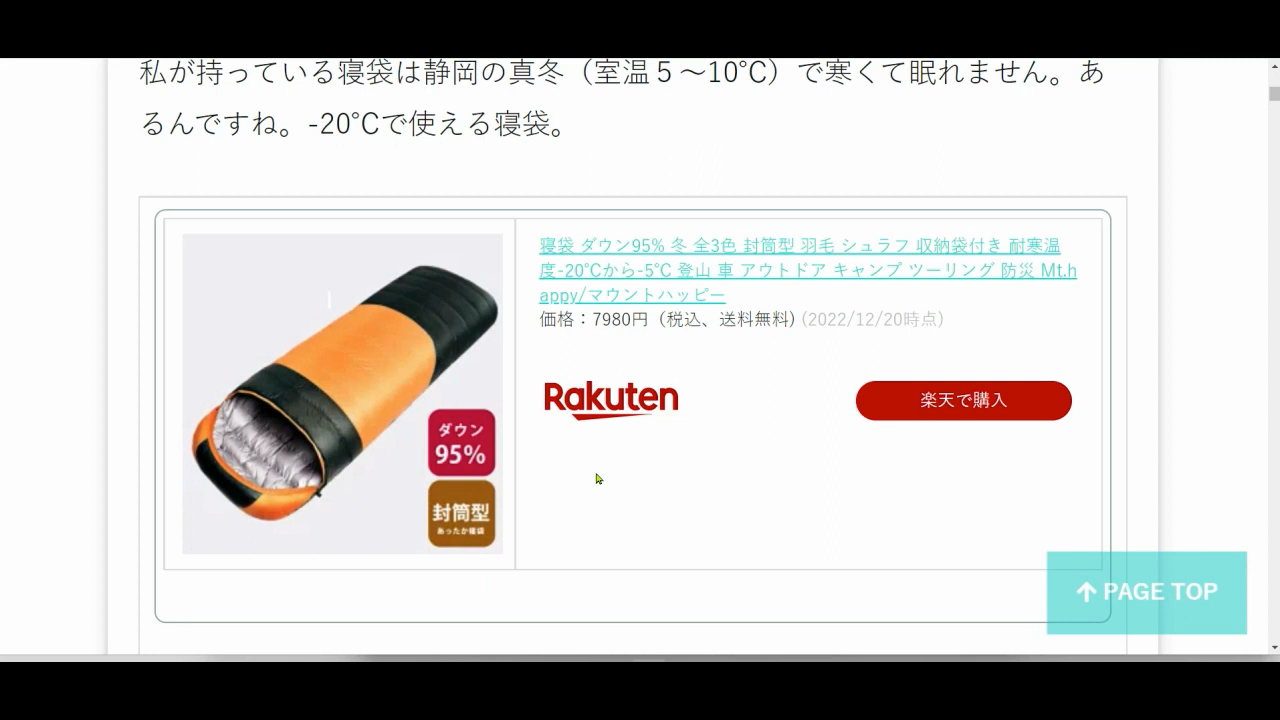 私が持っている寝袋は静岡の真冬（室温５～10℃）で寒くて眠れません。あ
るんですね。-20℃で使える寝袋。
寝袋 ダウン95% 冬 全3色 封筒型 羽毛 シュラフ 収納袋付き 耐寒温
度-20℃から-5℃ 登山 車 アウトドア キャンプ ツーリング 防災 Mt.h
appy/マウントハッピー
価格：7980円（税込、送料無料) (2022/12/20時点)
Rakuten
楽天で購入
ダウン
95%
封筒型
あったか寝袋
PAGE TOP